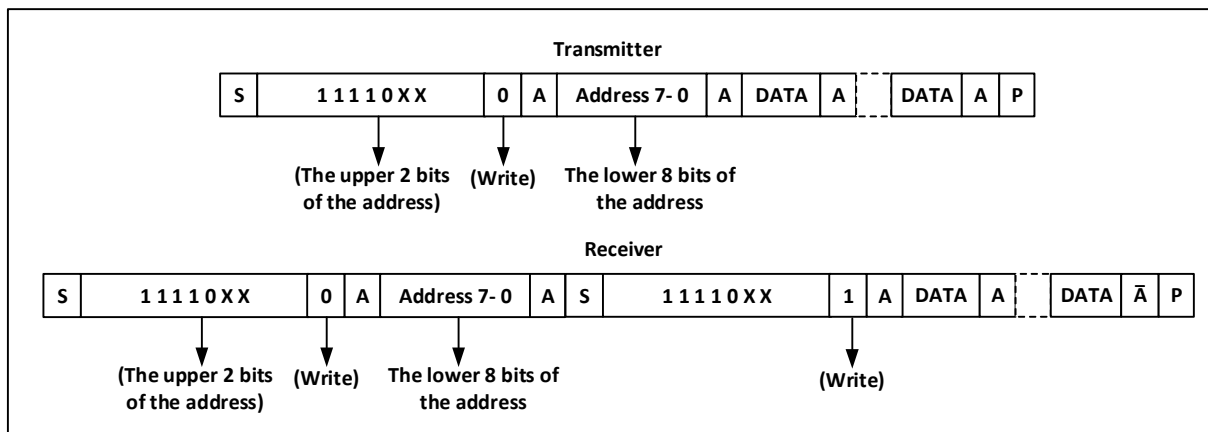 Transmitter
S 1 1 1 1 0 X X 0 A Address 7- 0 A DATA A DATA A P
(The upper 2 bits of the address) (Write) The lower 8 bits of the address
Receiver
S 1 1 1 1 0 X X 0 A Address 7- 0 A S 1 1 1 1 0 X X 1 A DATA A DATA Ā P
(The upper 2 bits of the address) (Write) The lower 8 bits of the address (Write)